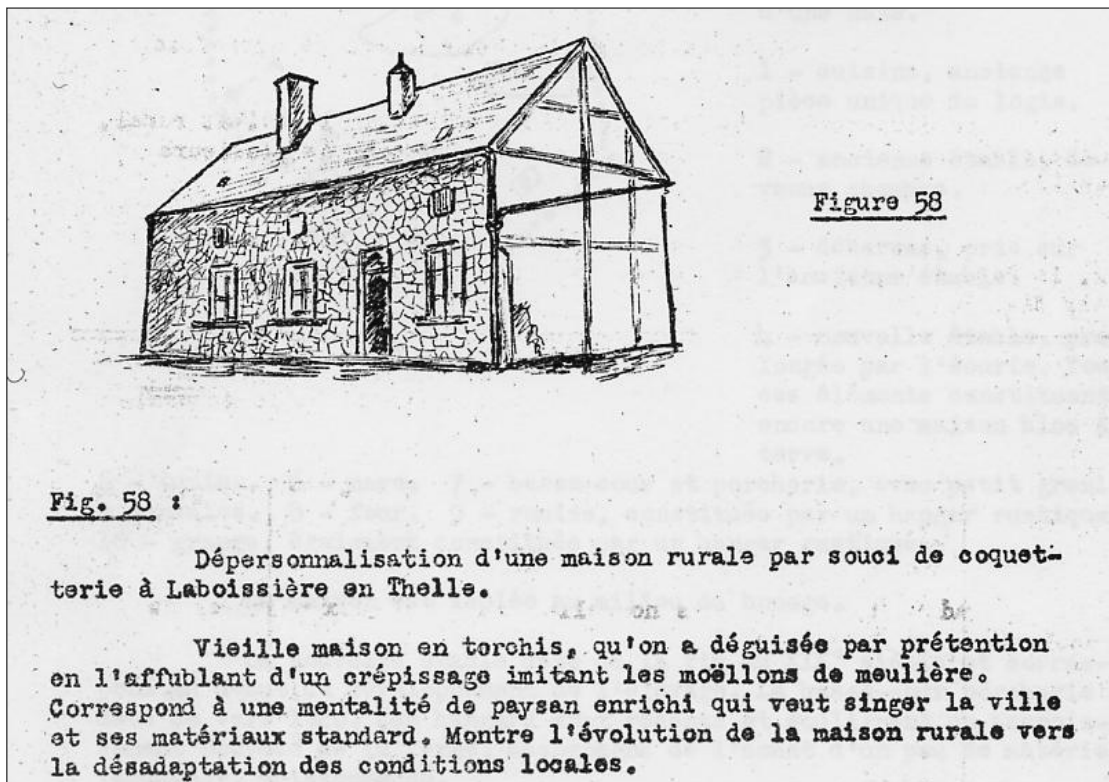 Figure 58
Fig. 58 :
Dépersonnalisation d'une maison rurale par souci de coquet-
terie à Laboissière en Thelle.
Vieille maison en torchis, qu'on a déguisée par prétention
en l'affublant d'un crépissage imitant les moëllons de meulière.
Correspond à une mentalité de paysan enrichi qui veut singer la ville
et ses matériaux standard. Montre l'évolution de la maison rurale vers
la désadaptation des conditions locales.